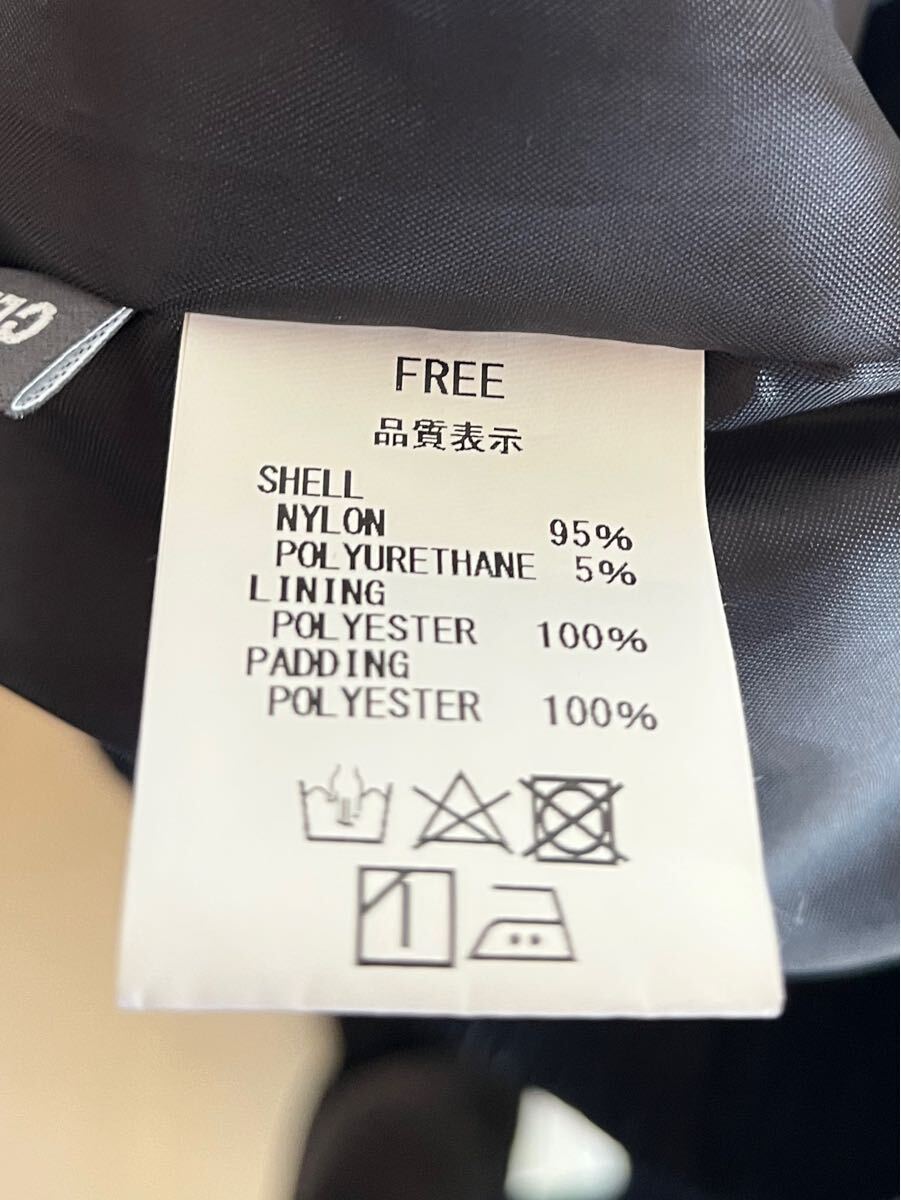 FREE
品質表示
SHELL
NYLON 95%
POLYURETHANE 5%
LINING
POLYESTER 100%
PADDING
POLYESTER 100%